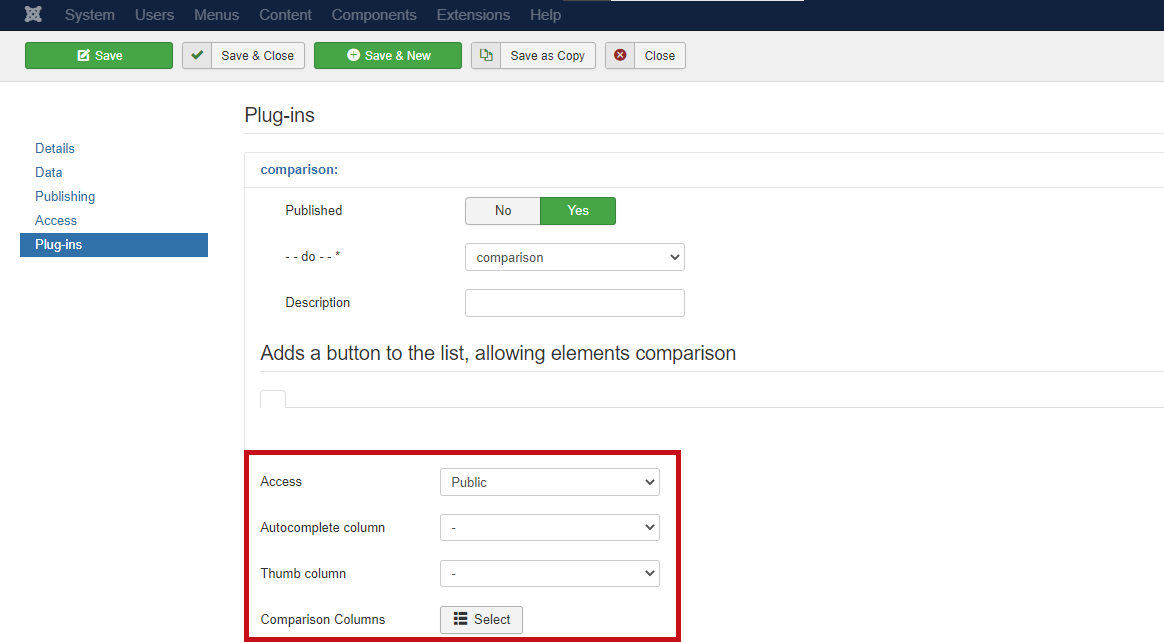 System Users Menus Content Components Extensions Help
Save Save & Close Save & New Save as Copy Close
Plug-ins
Details
Data
Publishing
Access
Plug-ins
comparison:
Published No Yes
- - do - - * comparison
Description
Adds a button to the list, allowing elements comparison
Access Public
Autocomplete column -
Thumb column -
Comparison Columns Select